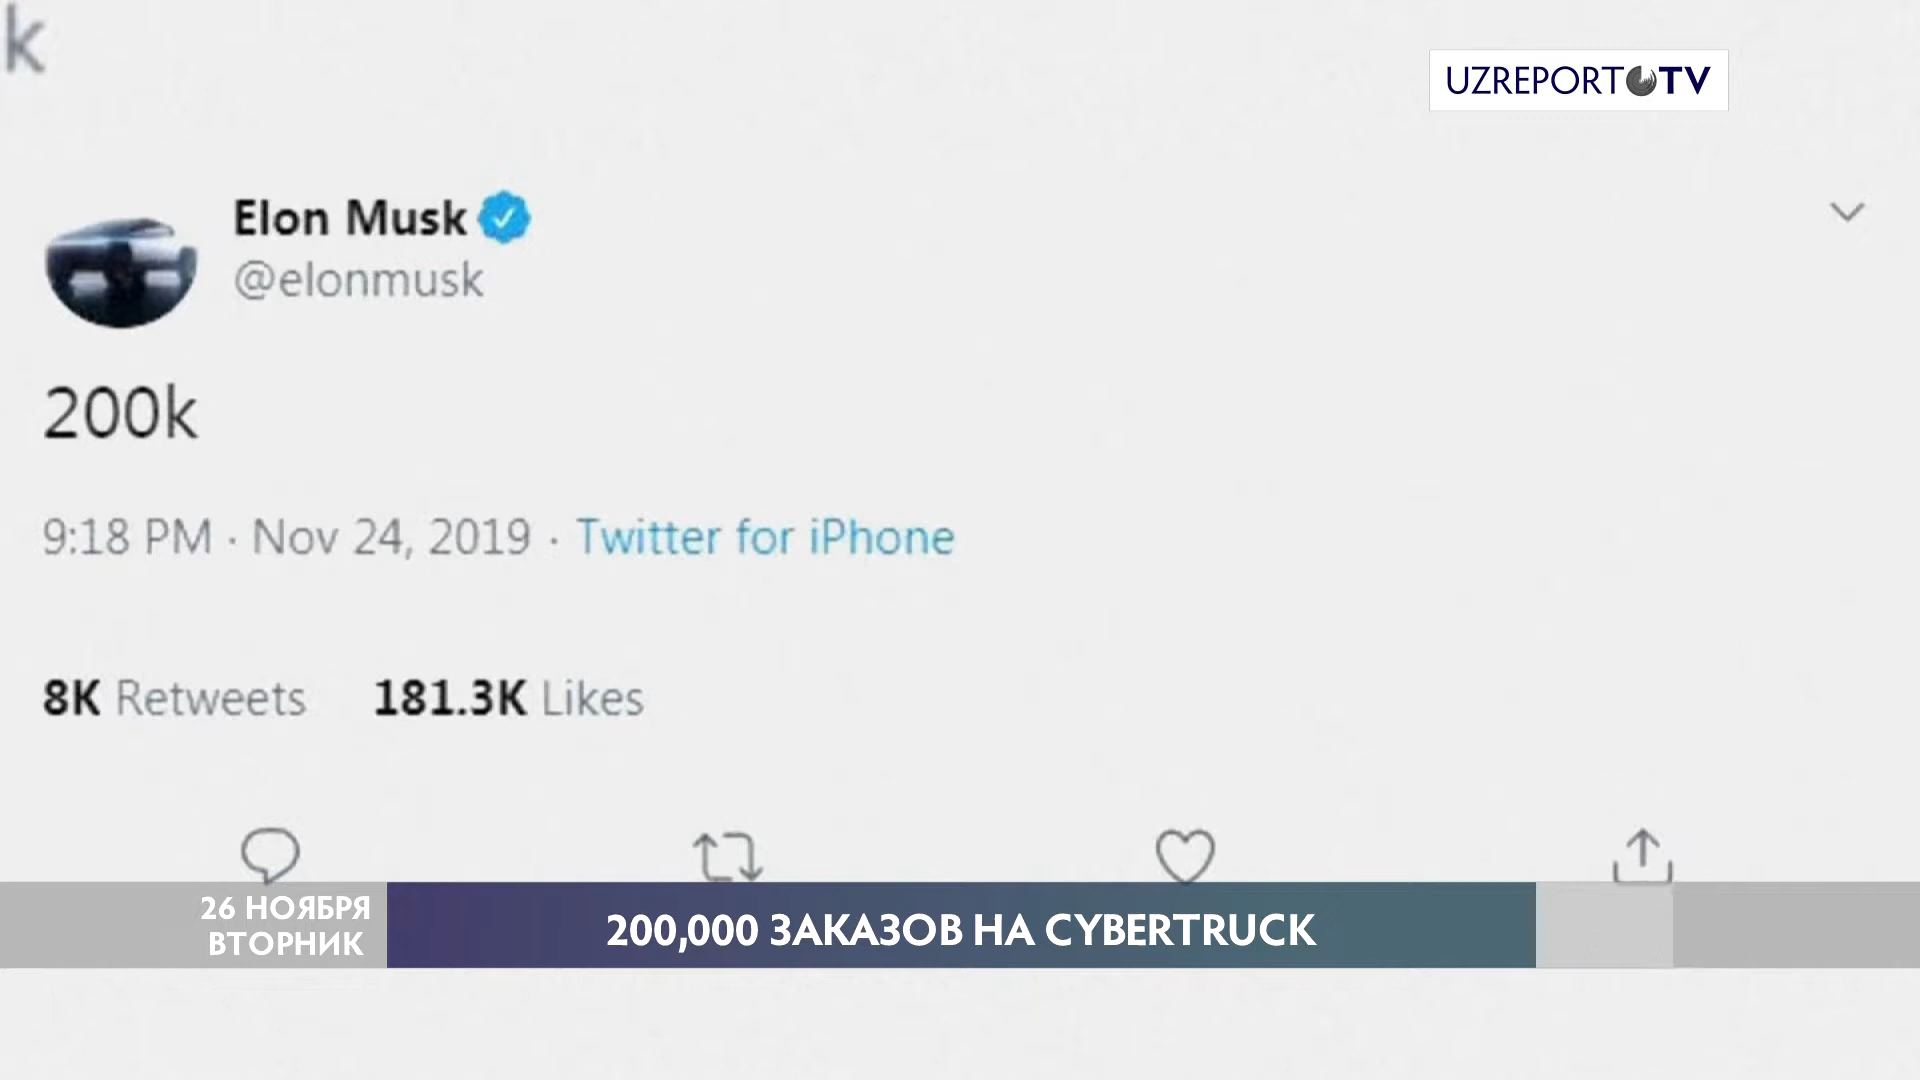 k
UZREPORT TV
Elon Musk
@elonmusk
200k
9:18 PM · Nov 24, 2019 · Twitter for iPhone
8K Retweets 181.3K Likes
26 НОЯБРЯ
ВТОРНИК
200,000 ЗАКАЗОВ НА CYBERTRUCK